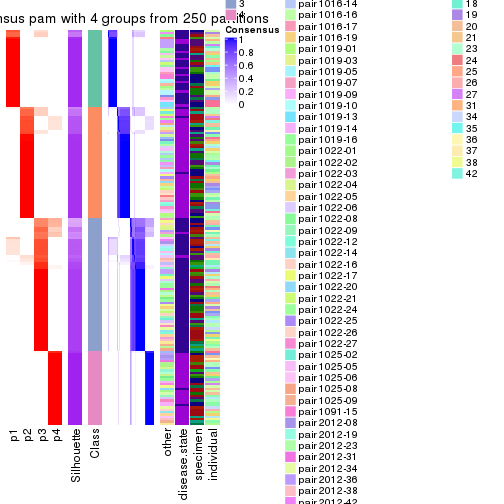 3
4
nsus pam with 4 groups from 250 partitions
Consensus
1
0.8
0.6
0.4
0.2
0
p1
p2
p3
p4
Silhouette
Class
other
disease.state
specimen
individual
pair1016-14
pair1016-16
pair1016-17
pair1019-01
pair1019-03
pair1019-05
pair1019-07
pair1019-09
pair1019-10
pair1019-13
pair1019-14
pair1019-16
pair1022-01
pair1022-02
pair1022-03
pair1022-04
pair1022-05
pair1022-06
pair1022-08
pair1022-09
pair1022-12
pair1022-14
pair1022-16
pair1022-17
pair1022-20
pair1022-21
pair1022-24
pair1022-25
pair1022-26
pair1022-27
pair1025-02
pair1025-05
pair1025-06
pair1025-08
pair1025-09
pair1091-15
pair2012-08
pair2012-19
pair2012-23
pair2012-31
pair2012-34
pair2012-36
pair2012-38
pair2012-42
18
19
20
21
23
24
25
26
27
31
34
35
36
37
38
42